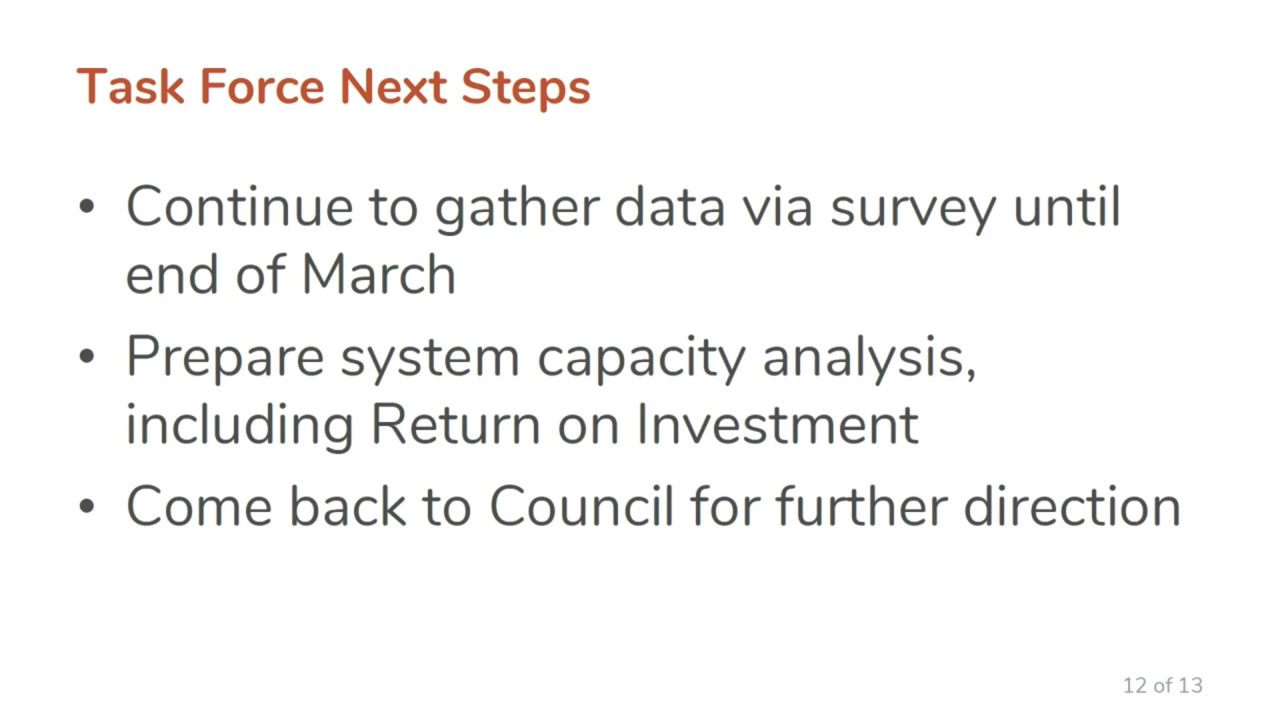 Task Force Next Steps
• Continue to gather data via survey until
end of March
• Prepare system capacity analysis,
including Return on Investment
• Come back to Council for further direction
12 of 13